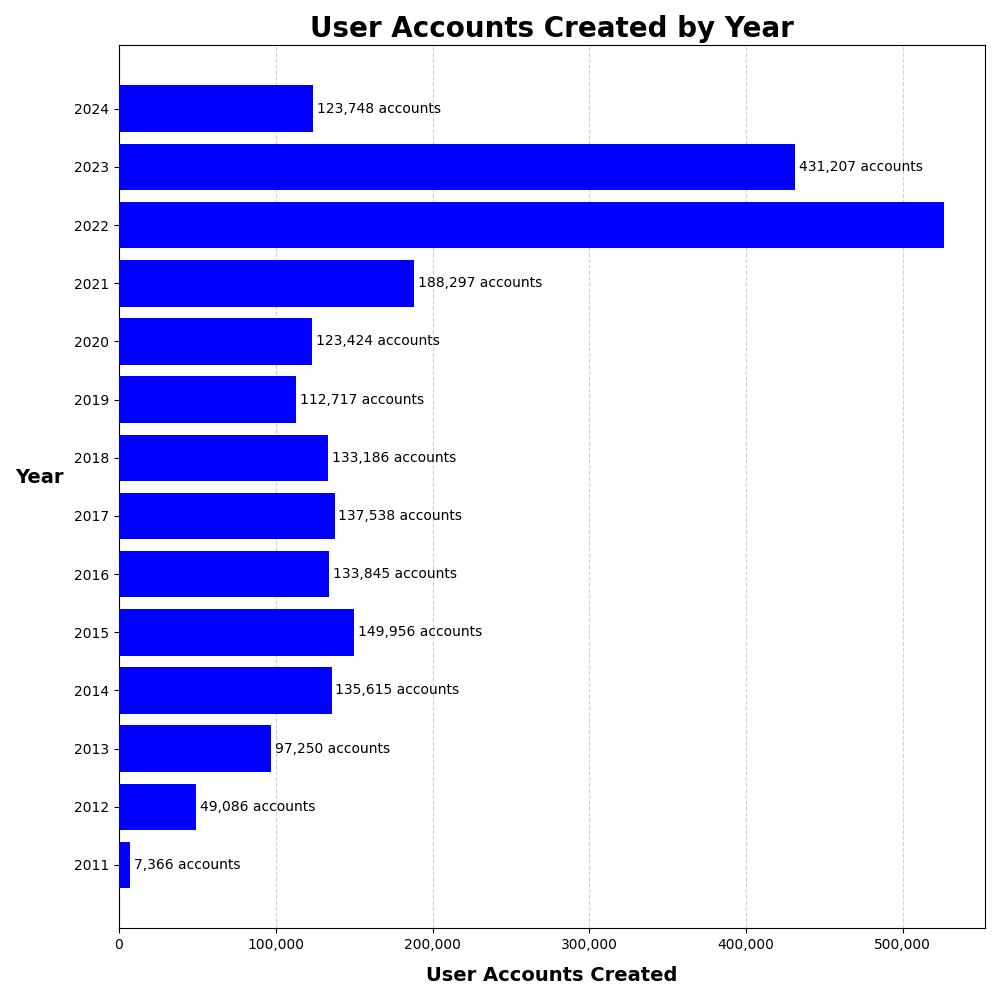 User Accounts Created by Year
2024
123,748 accounts
2023
431,207 accounts
2022
2021
188,297 accounts
2020
123,424 accounts
2019
112,717 accounts
2018
133,186 accounts
Year
2017
137,538 accounts
2016
133,845 accounts
2015
149,956 accounts
2014
135,615 accounts
2013
97,250 accounts
2012
49,086 accounts
2011
7,366 accounts
0
100,000
200,000
300,000
400,000
500,000
User Accounts Created